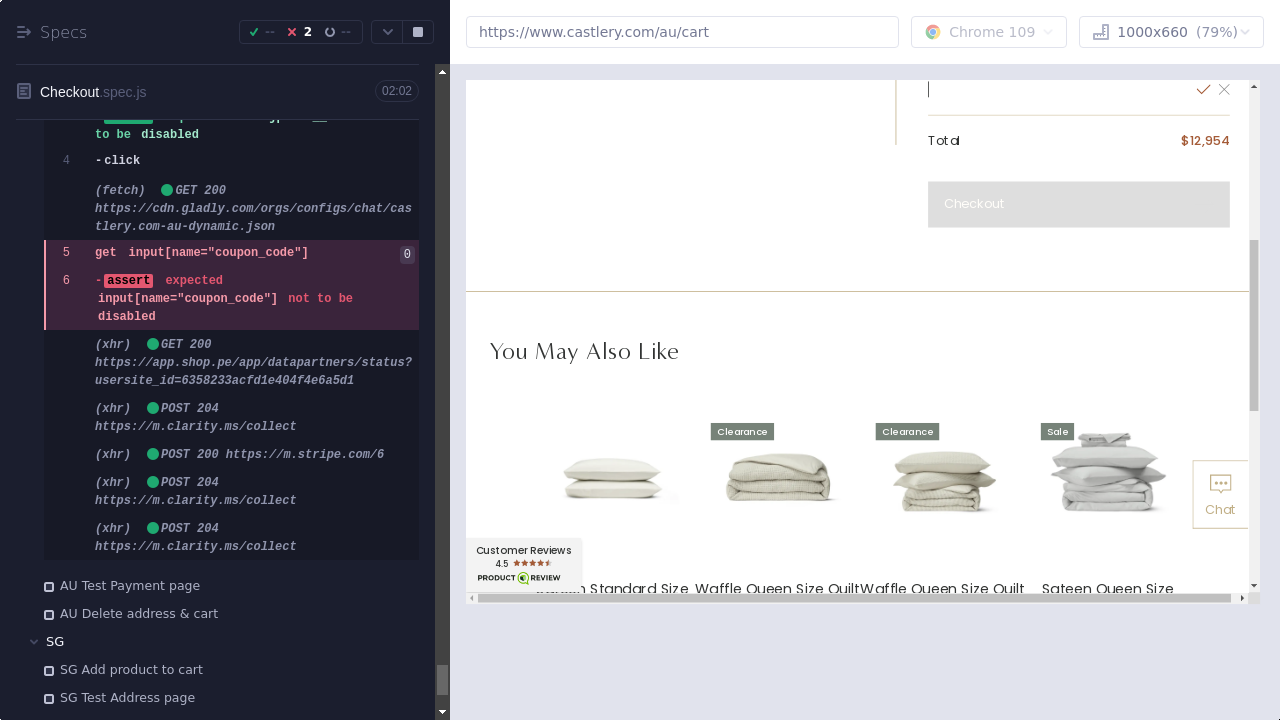 Specs
--
2
--
https://www.castlery.com/au/cart
Chrome 109
1000x660 (79%)
Checkout.spec.js
02:02
to be disabled
4 -click
(fetch) GET 200
https://cdn.gladly.com/orgs/configs/chat/cas
tlery.com-au-dynamic.json
5 get input[name="coupon_code"] 0
6 -assert expected
input[name="coupon_code"] not to be
disabled
(xhr) GET 200
https://app.shop.pe/app/datapartners/status?
usersite_id=6358233acfd1e404f4e6a5d1
(xhr) POST 204
https://m.clarity.ms/collect
(xhr) POST 200 https://m.stripe.com/6
(xhr) POST 204
https://m.clarity.ms/collect
(xhr) POST 204
https://m.clarity.ms/collect
AU Test Payment page
AU Delete address & cart
SG
SG Add product to cart
SG Test Address page
Total $12,954
Checkout
You May Also Like
Clearance
Clearance
Sale
Chat
Customer Reviews
4.5
PRODUCT REVIEW
Standard Size
Waffle Queen Size Quilt
Waffle Queen Size Quilt
Sateen Queen Size